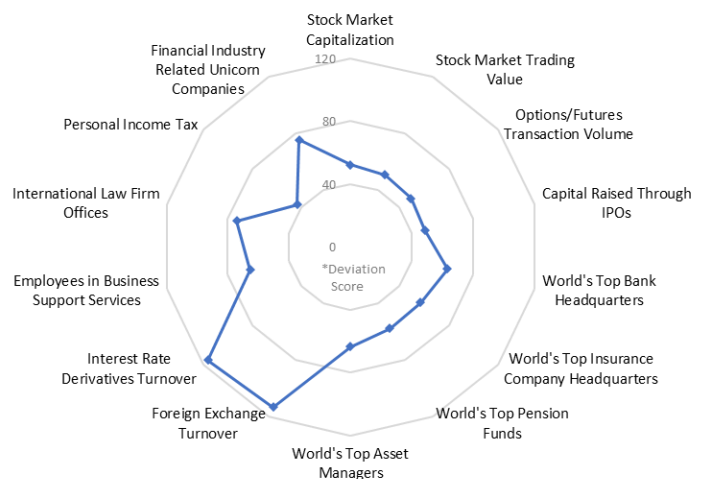 Stock Market
Capitalization
Stock Market Trading
Value
Options/Futures
Transaction Volume
Capital Raised Through
IPOs
World's Top Bank
Headquarters
World's Top Insurance
Company Headquarters
World's Top Pension
Funds
World's Top Asset
Managers
Foreign Exchange
Turnover
Interest Rate
Derivatives Turnover
Employees in Business
Support Services
International Law Firm
Offices
Personal Income Tax
Financial Industry
Related Unicorn
Companies
120
80
40
0
*Deviation
Score